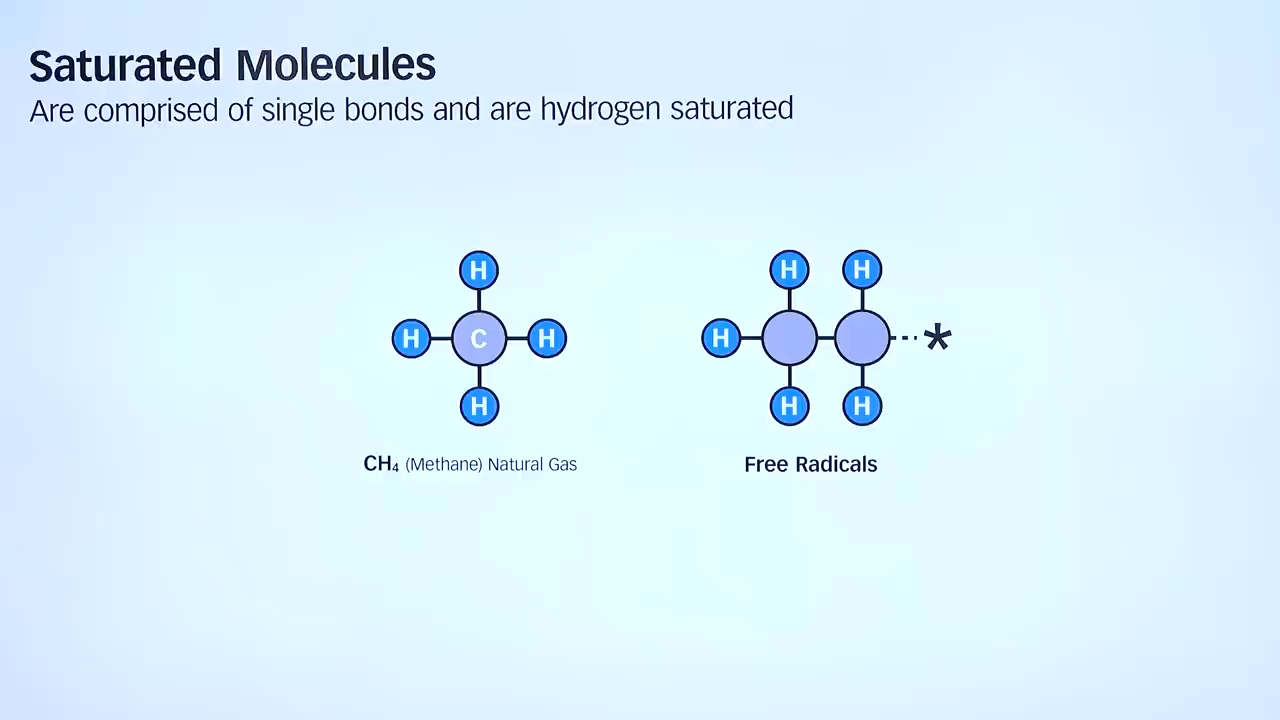 Saturated Molecules
Are comprised of single bonds and are hydrogen saturated
H H H
H C H H *
H H H
CH₄ (Methane) Natural Gas Free Radicals